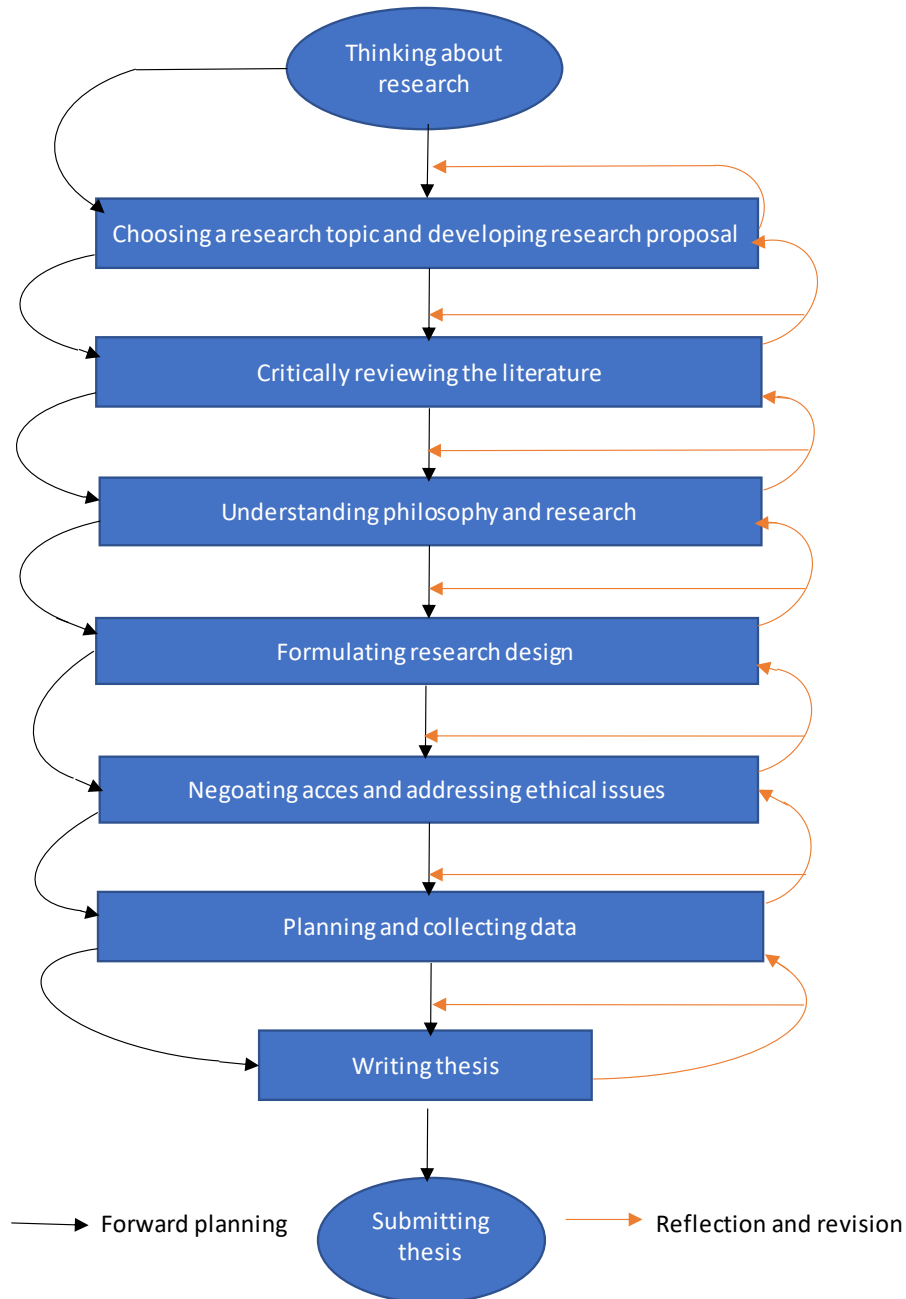 Thinking about
research
Choosing a research topic and developing research proposal
Critically reviewing the literature
Understanding philosophy and research
Formulating research design
Negoating acces and addressing ethical issues
Planning and collecting data
Writing thesis
Submitting
thesis
Forward planning
Reflection and revision